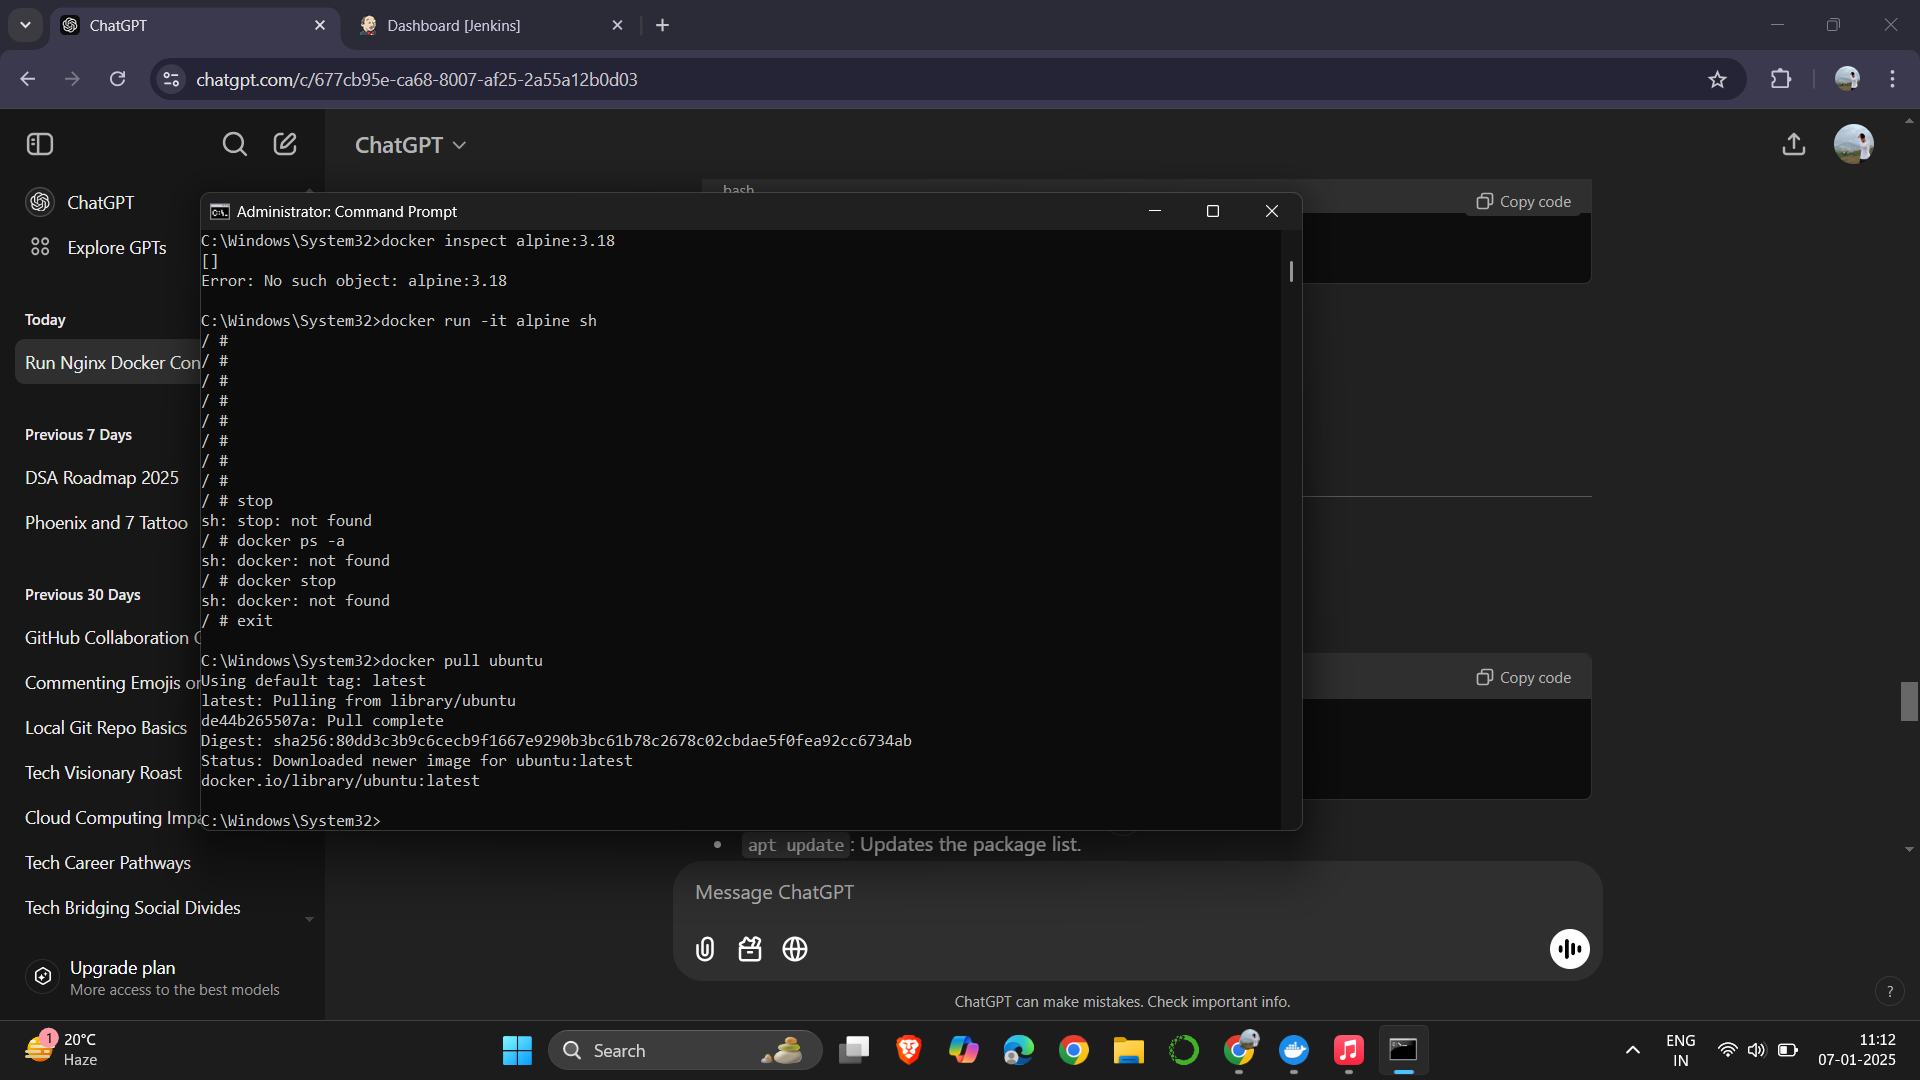 ChatGPT
Dashboard [Jenkins]
chatgpt.com/c/677cb95e-ca68-8007-af25-2a55a12b0d03
ChatGPT
ChatGPT
Explore GPTs
Today
Run Nginx Docker Con
Previous 7 Days
DSA Roadmap 2025
Phoenix and 7 Tattoo
Previous 30 Days
GitHub Collaboration
Commenting Emojis or
Local Git Repo Basics
Tech Visionary Roast
Cloud Computing Impa
Tech Career Pathways
Tech Bridging Social Divides
Upgrade plan
More access to the best models
bash
Copy code
Administrator: Command Prompt
C:\Windows\System32>docker inspect alpine:3.18
[]
Error: No such object: alpine:3.18
C:\Windows\System32>docker run -it alpine sh
/ #
/ #
/ #
/ #
/ #
/ #
/ #
/ #
/ # stop
sh: stop: not found
/ # docker ps -a
sh: docker: not found
/ # docker stop
sh: docker: not found
/ # exit
C:\Windows\System32>docker pull ubuntu
Using default tag: latest
latest: Pulling from library/ubuntu
de44b265507a: Pull complete
Digest: sha256:80dd3c3b9c6cecb9f1667e9290b3bc61b78c2678c02cbdae5f0fea92cc6734ab
Status: Downloaded newer image for ubuntu:latest
docker.io/library/ubuntu:latest
C:\Windows\System32>
Copy code
• apt update : Updates the package list.
Message ChatGPT
ChatGPT can make mistakes. Check important info.
?
1
20°C
Haze
Search
ENG
IN
11:12
07-01-2025